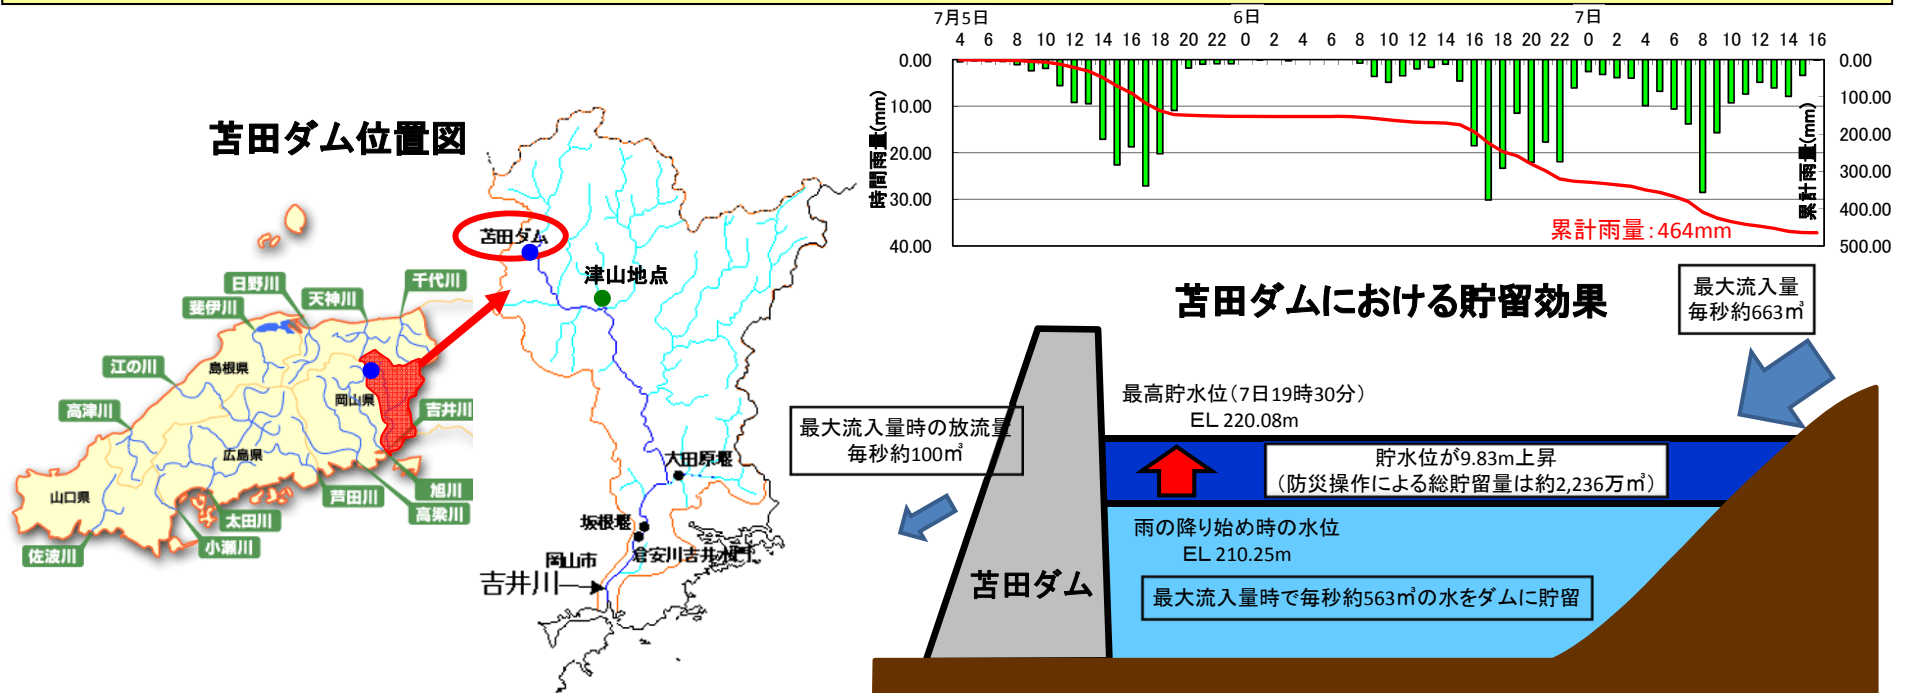 7月5日 6日 7日
4 6 8 10 12 14 16 18 20 22 0 2 4 6 8 10 12 14 16 18 20 22 0 2 4 6 8 10 12 14 16
時間雨量(mm)
0.00
10.00
20.00
30.00
40.00
累計雨量(mm)
0.00
100.00
200.00
300.00
400.00
500.00
累計雨量:464mm
苫田ダム位置図
苫田ダム
津山地点
大田原堰
坂根堰
倉安川吉井水門
岡山市
吉井川
千代川
日野川
天神川
斐伊川
江の川
高津川
島根県
岡山県
吉井川
広島県
山口県
芦田川
旭川
高梁川
太田川
小瀬川
佐波川
苫田ダムにおける貯留効果
最大流入量
毎秒約663㎥
最高貯水位(7日19時30分)
EL 220.08m
最大流入量時の放流量
毎秒約100㎥
貯水位が9.83m上昇
(防災操作による総貯留量は約2,236万㎥)
雨の降り始め時の水位
EL 210.25m
苫田ダム
最大流入量時で毎秒約563㎥の水をダムに貯留